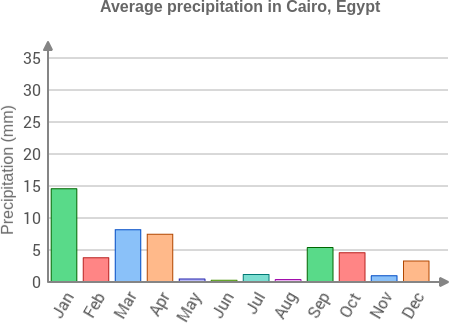 Average precipitation in Cairo, Egypt
Precipitation (mm)
35
30
25
20
15
10
5
0
Jan Feb Mar Apr May Jun Jul Aug Sep Oct Nov Dec